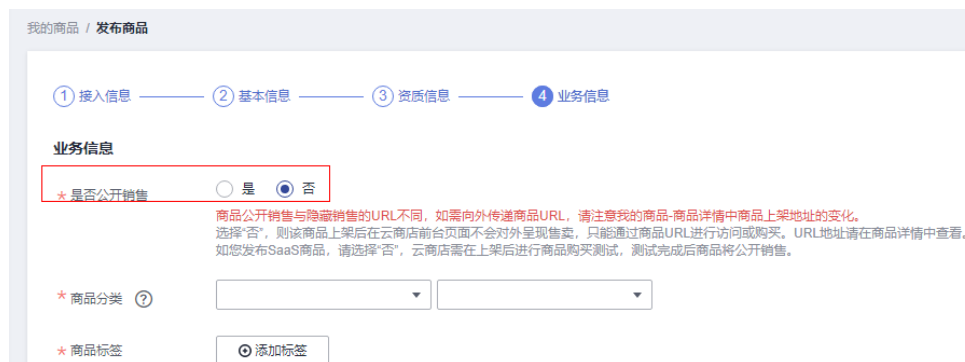 我的商品 / 发布商品
1 接入信息 2 基本信息 3 资质信息 4 业务信息
业务信息
* 是否公开销售 是 否
商品公开销售与隐藏销售的URL不同，如需向外传递商品URL，请注意我的商品-商品详情中商品上架地址的变化。
选择“否”，则该商品上架后在云商店前台页面不会对外呈现售卖，只能通过商品URL进行访问或购买。URL地址请在商品详情中查看。
如您发布SaaS商品，请选择“否”，云商店需在上架后进行商品购买测试，测试完成后商品将公开销售。
* 商品分类 ?
* 商品标签 添加标签